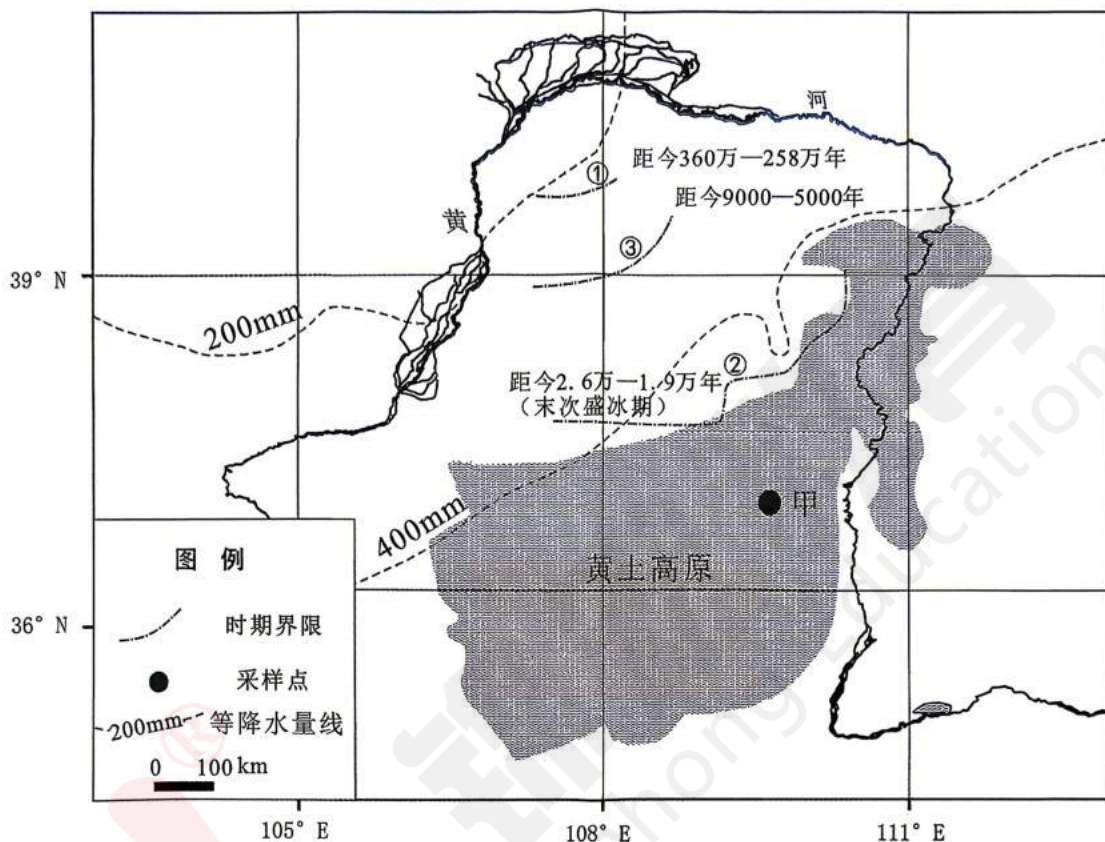 河
距今360万—258万年
①
距今9000—5000年
黄
③
39° N
200mm
②
距今2.6万—1.9万年
（末次盛冰期）
400mm
甲
图 例
黄土高原
时期界限
36° N
采样点
200mm
等降水量线
0 100 km
105° E
108° E
111° E
R
hong Education